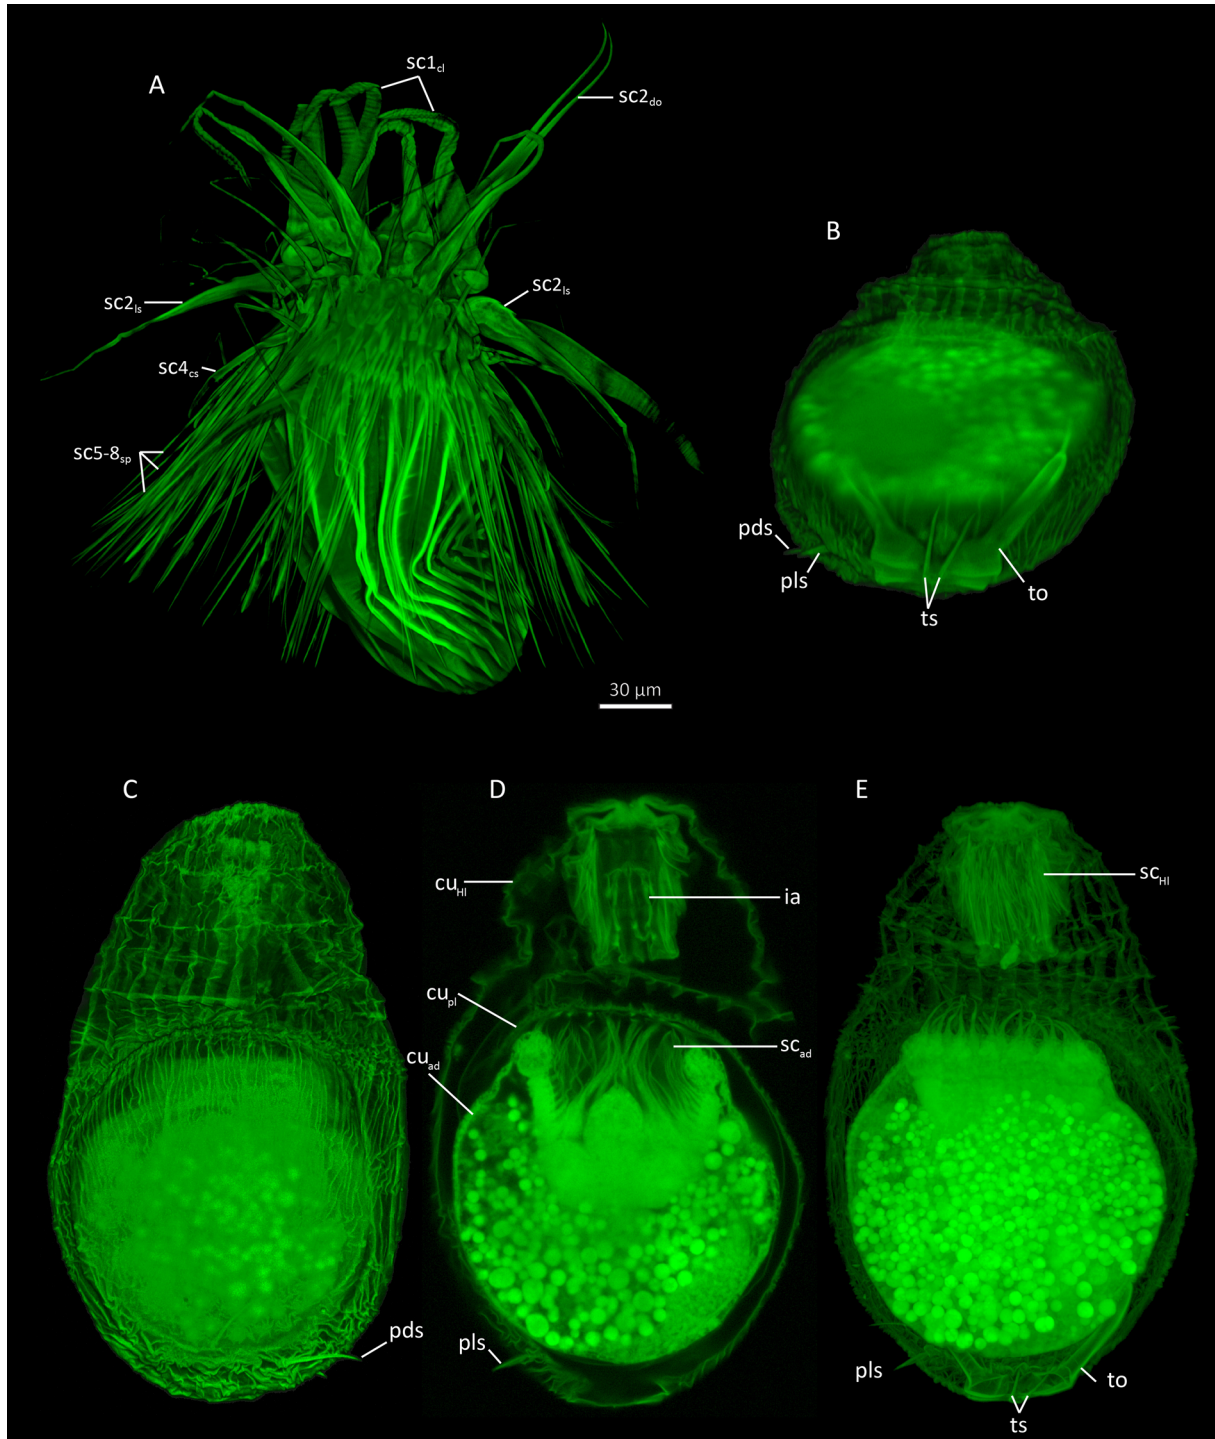 A
sc1cl
sc2do
B
sc2ls
sc2ls
sc4cs
sc5-8sp
pds
pls
to
ts
30 µm
C
D
E
cuHI
ia
scHI
cupl
scad
cuad
pds
pls
pls
to
ts